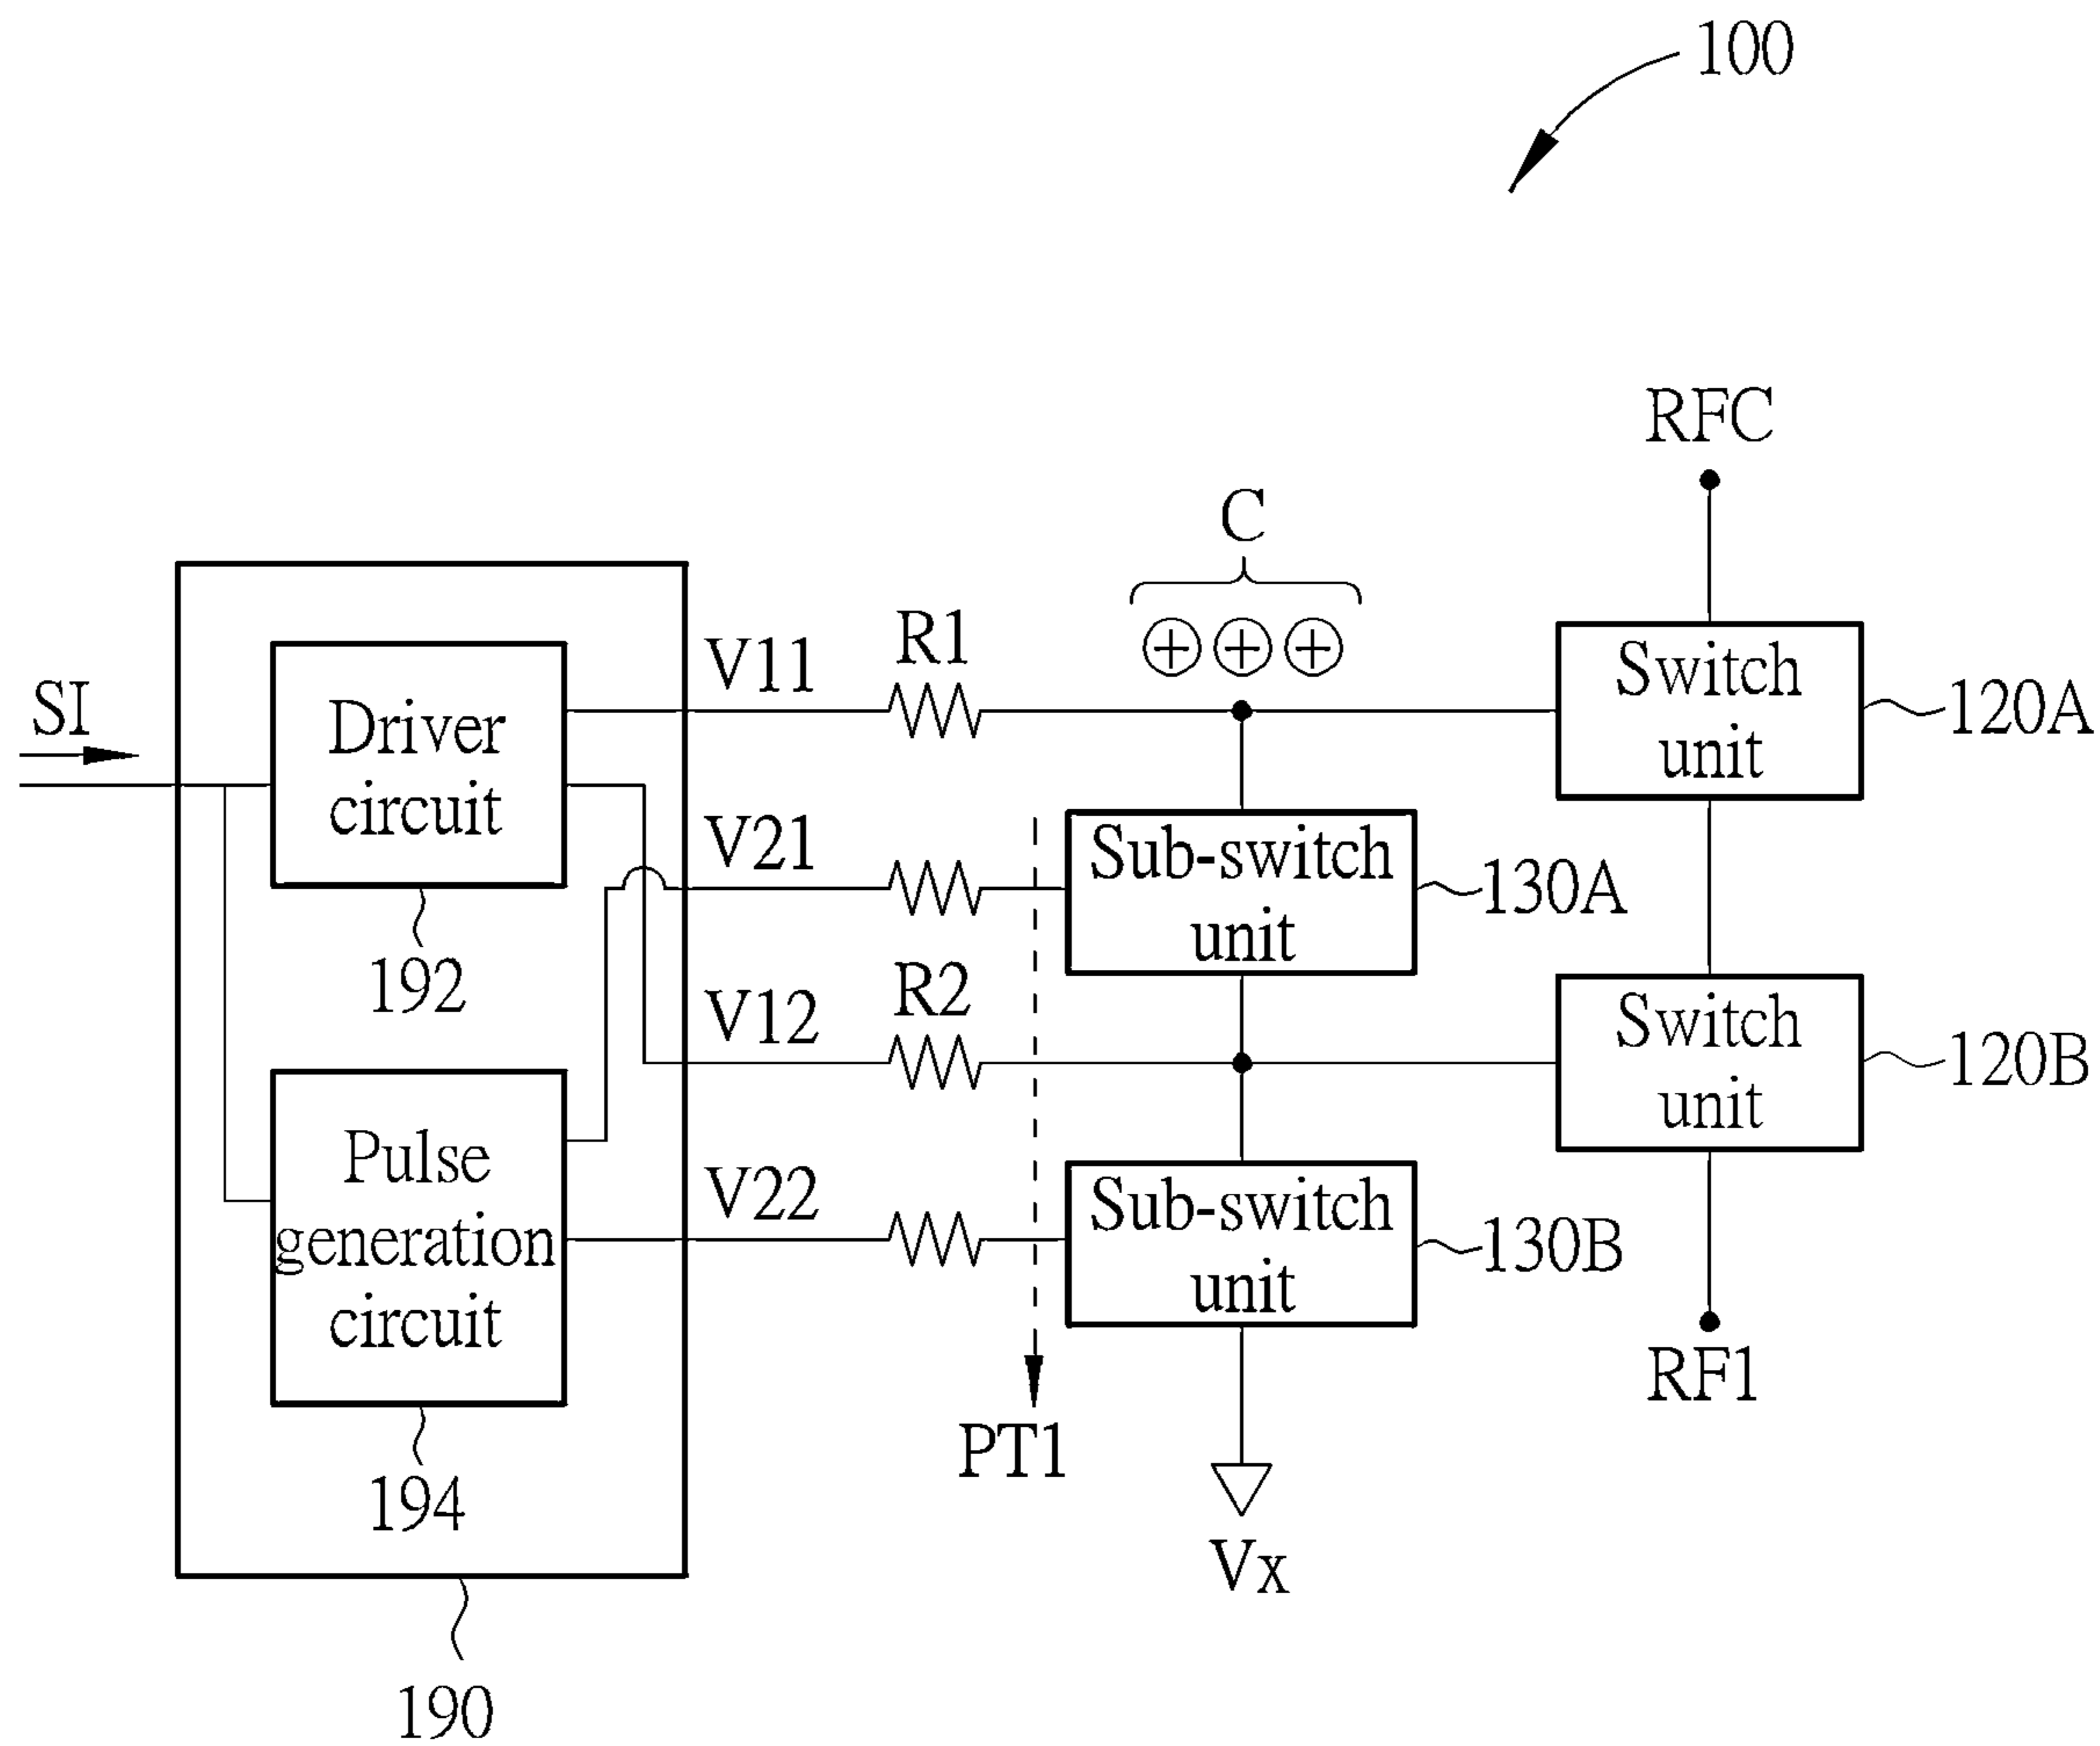 100
RFC
C
R1
V11
SI
Driver
circuit
Switch
unit
120A
V21
Sub-switch
unit
130A
192
V12
R2
Switch
unit
120B
Pulse
generation
circuit
V22
Sub-switch
unit
130B
RF1
PT1
194
Vx
190